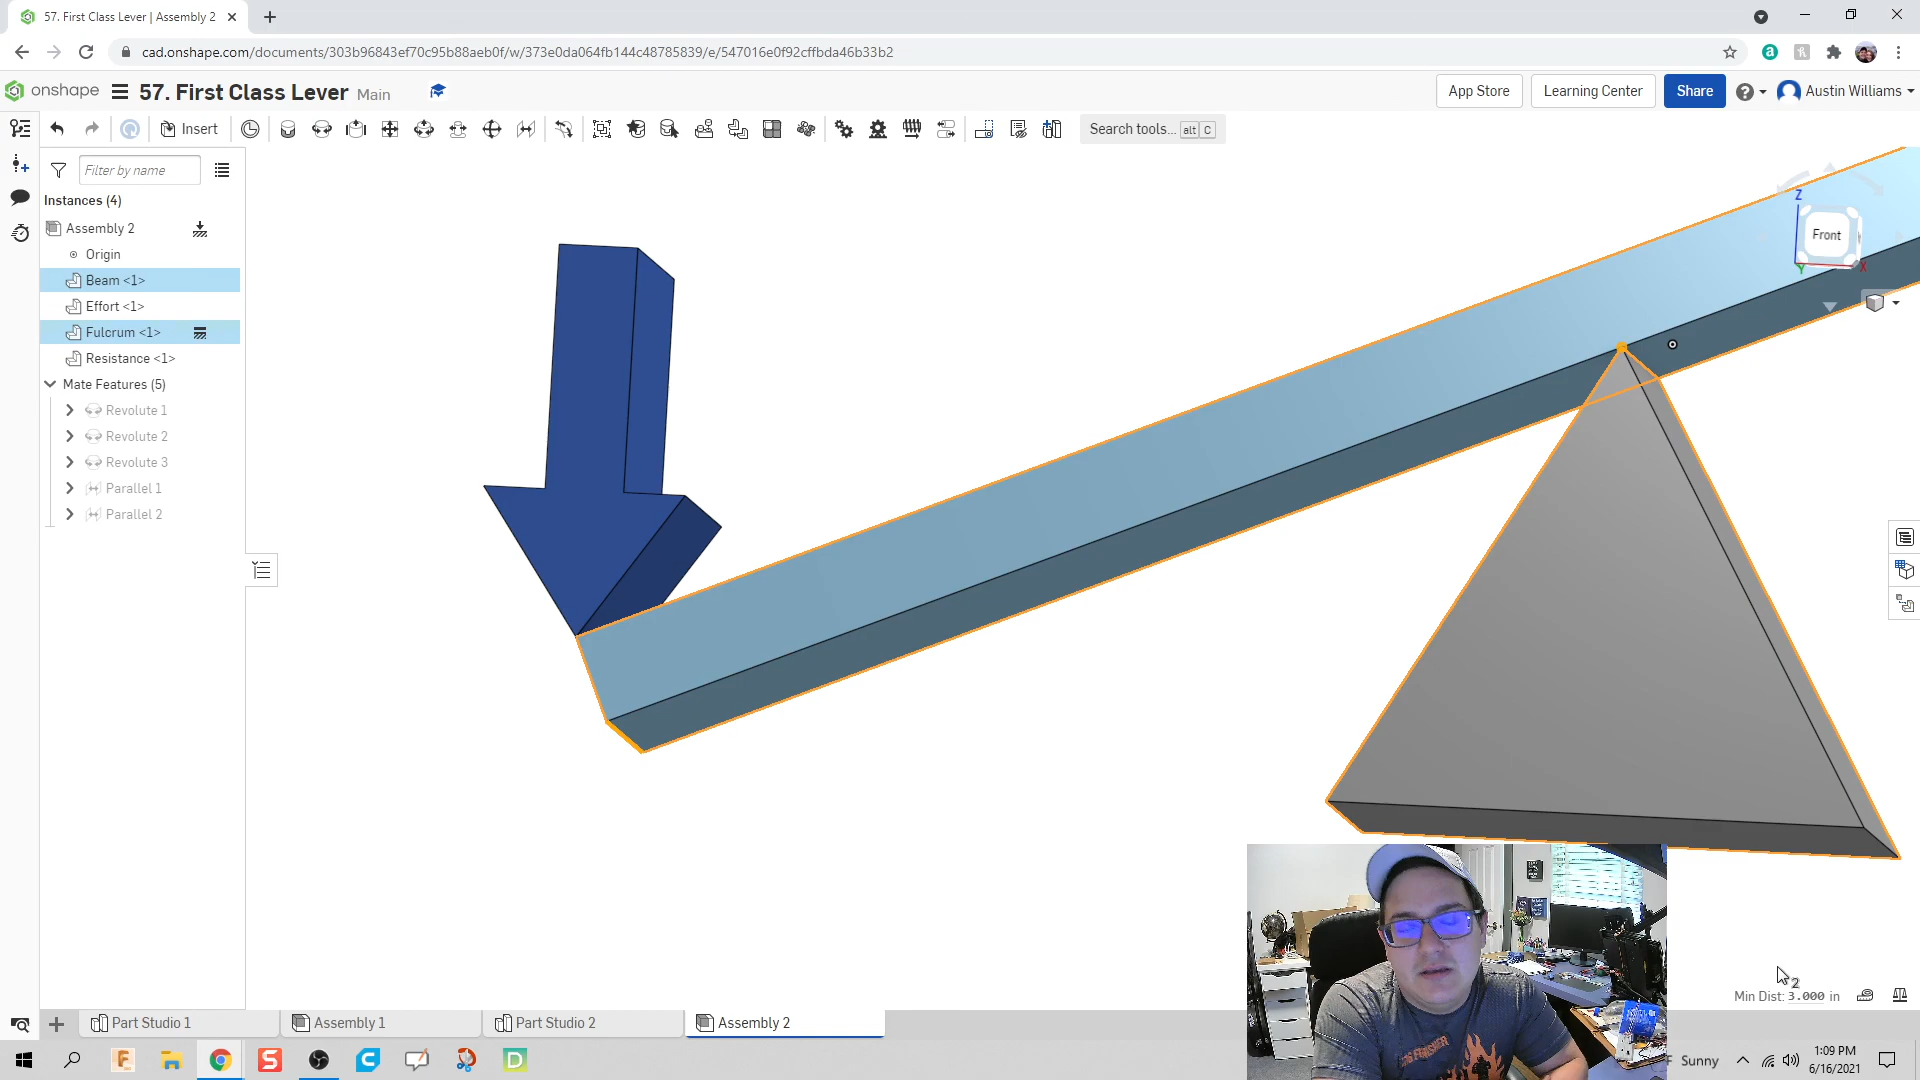 57. First Class Lever | Assembly 2
cad.onshape.com/documents/303b96843ef70c95b88aeb0f/w/373e0da064fb144c48785839/e/547016e0f92cffbda46b33b2
onshape 57. First Class Lever Main App Store Learning Center Share Austin Williams
Insert Search tools... alt C
Filter by name
Instances (4)
Assembly 2
Origin
Beam <1>
Effort <1>
Fulcrum <1>
Resistance <1>
Mate Features (5)
Revolute 1
Revolute 2
Revolute 3
Parallel 1
Parallel 2
Z
Front
Y X
2
Min Dist: 3.000 in
Part Studio 1 Assembly 1 Part Studio 2 Assembly 2
F Sunny
1:09 PM
6/16/2021